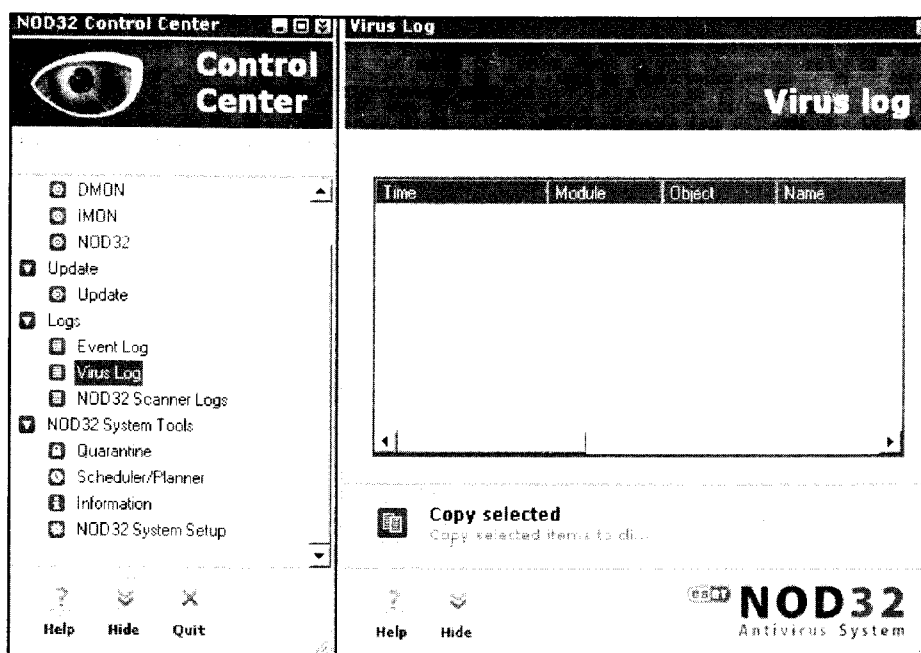 NOD32 Control Center
Control
Center
DMON
IMON
NOD32
Update
Update
Logs
Event Log
Virus Log
NOD32 Scanner Logs
NOD32 System Tools
Quarantine
Scheduler/Planner
Information
NOD32 System Setup
Help Hide Quit
Virus Log
Virus log
Time Module Object Name
Copy selected
Copy selected items to cli...
Help Hide
eseT NOD32
Antivirus System